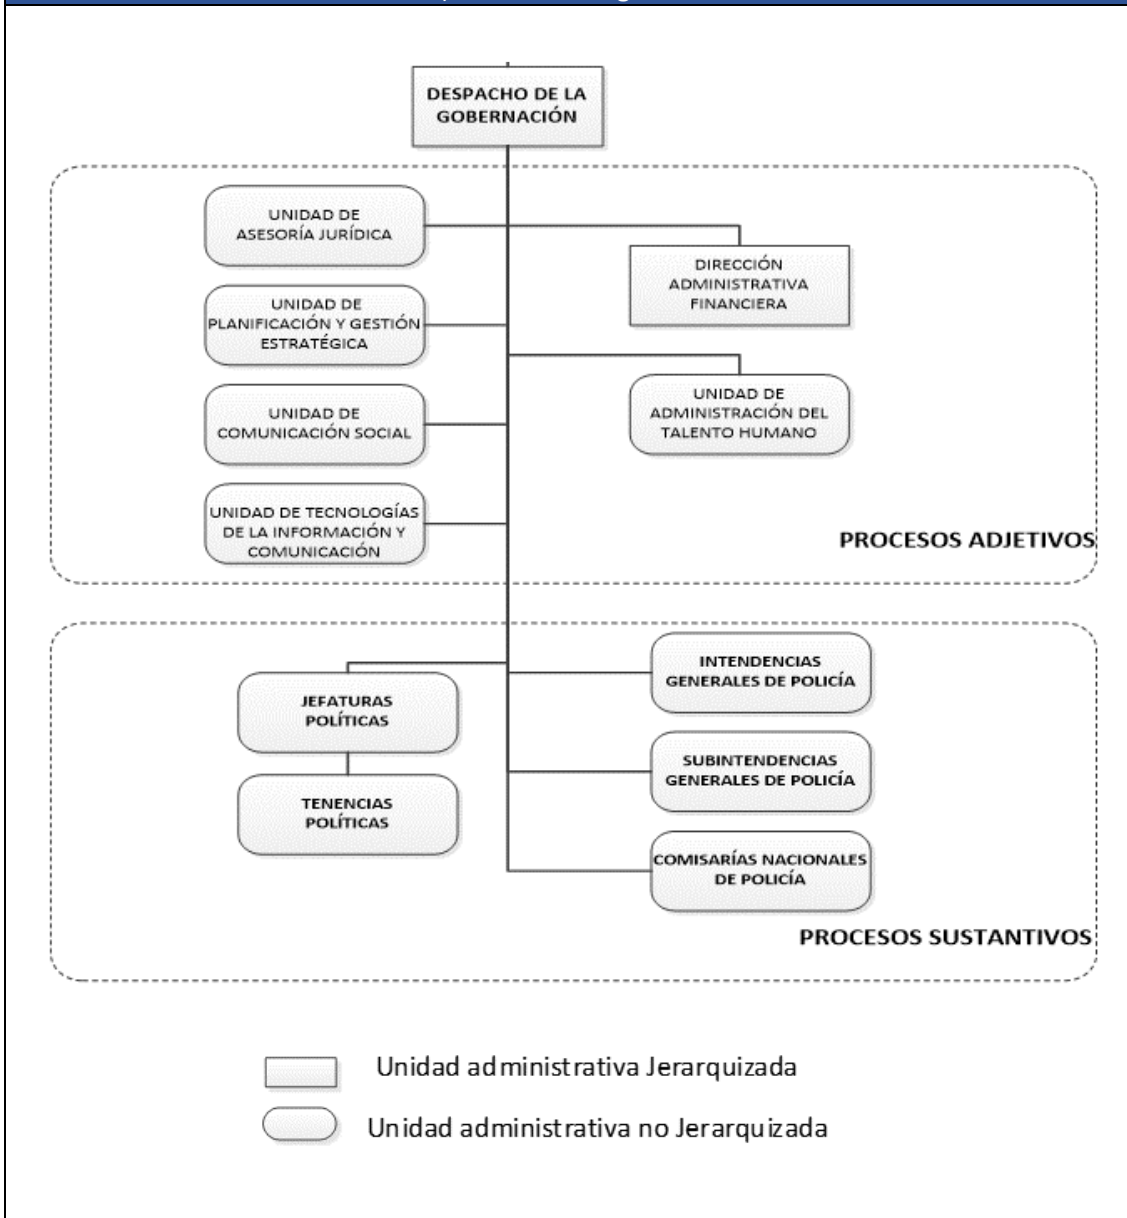 DESPACHO DE LA
GOBERNACIÓN
UNIDAD DE
ASESORÍA JURÍDICA
DIRECCIÓN
ADMINISTRATIVA
FINANCIERA
UNIDAD DE
PLANIFICACIÓN Y GESTIÓN
ESTRATÉGICA
UNIDAD DE
ADMINISTRACIÓN DEL
TALENTO HUMANO
UNIDAD DE
COMUNICACIÓN SOCIAL
UNIDAD DE TECNOLOGÍAS
DE LA INFORMACIÓN Y
COMUNICACIÓN
PROCESOS ADJETIVOS
JEFATURAS
POLÍTICAS
TENENCIAS
POLÍTICAS
INTENDENCIAS
GENERALES DE POLICÍA
SUBINTENDENCIAS
GENERALES DE POLICÍA
COMISARÍAS NACIONALES
DE POLICÍA
PROCESOS SUSTANTIVOS
Unidad administrativa Jerarquizada
Unidad administrativa no Jerarquizada